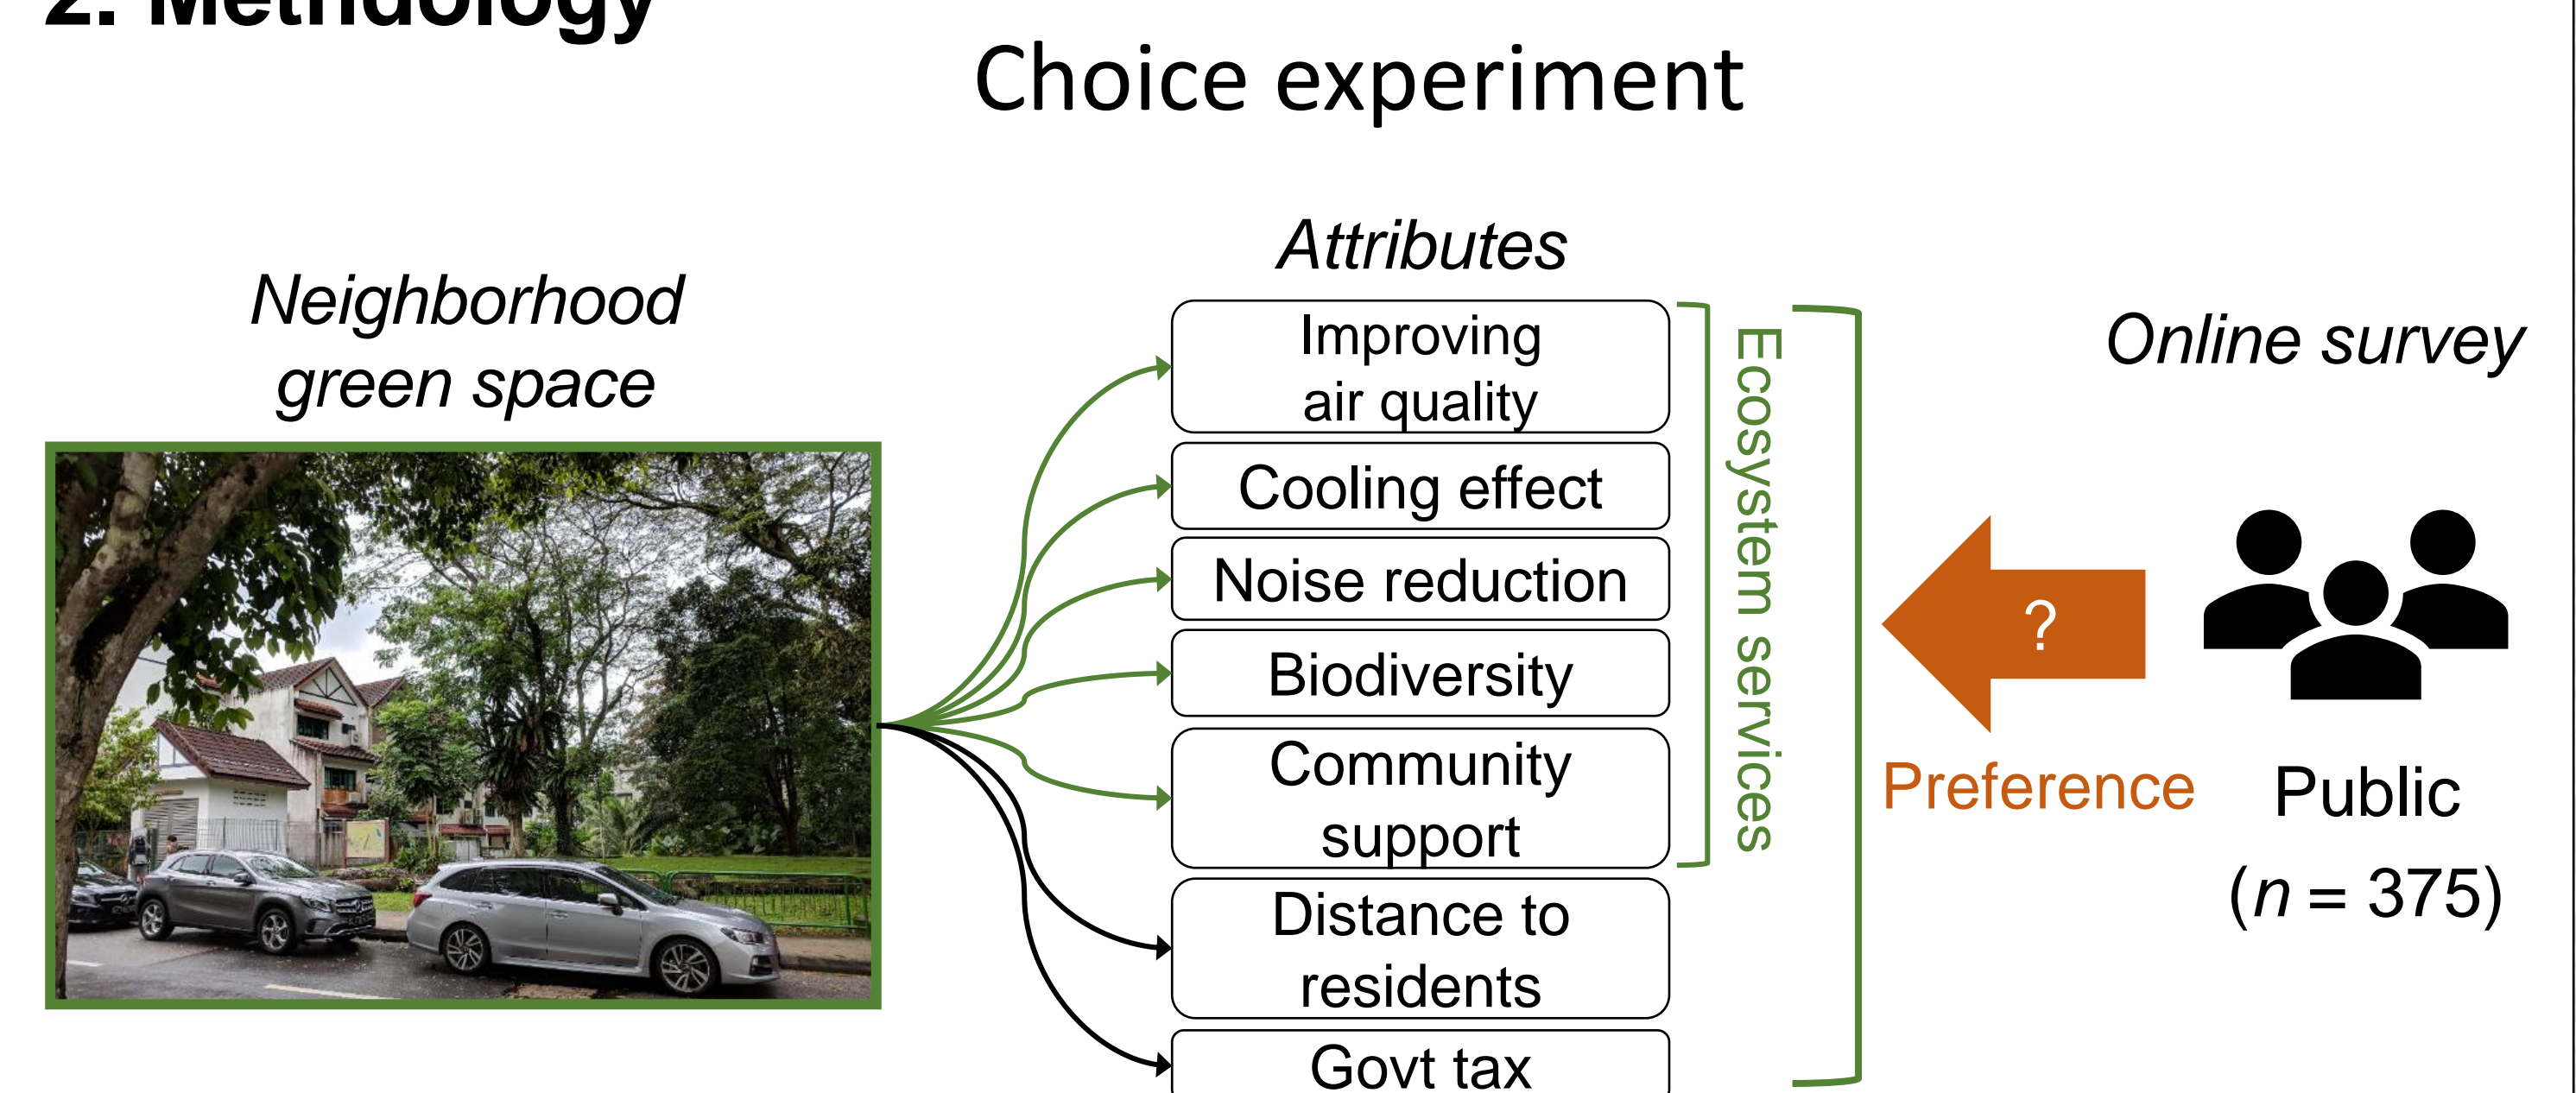 2. Methdology
Choice experiment
Neighborhood
green space
Attributes
Improving
air quality
Cooling effect
Noise reduction
Biodiversity
Community
support
Distance to
residents
Govt tax
Ecosystem services
Online survey
?
Preference
Public
(n = 375)